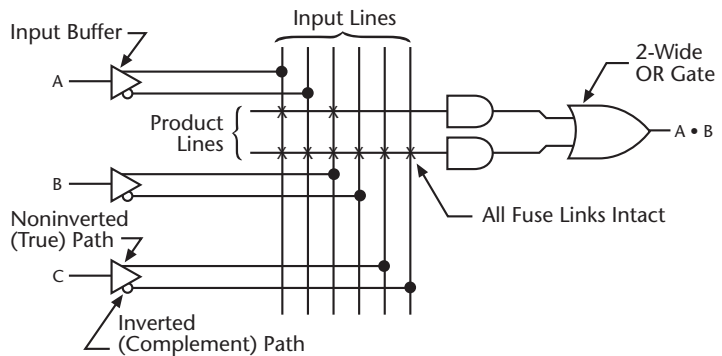 Input Lines
Input Buffer
2-Wide
OR Gate
A
Product
Lines
A • B
B
All Fuse Links Intact
Noninverted
(True) Path
C
Inverted
(Complement) Path